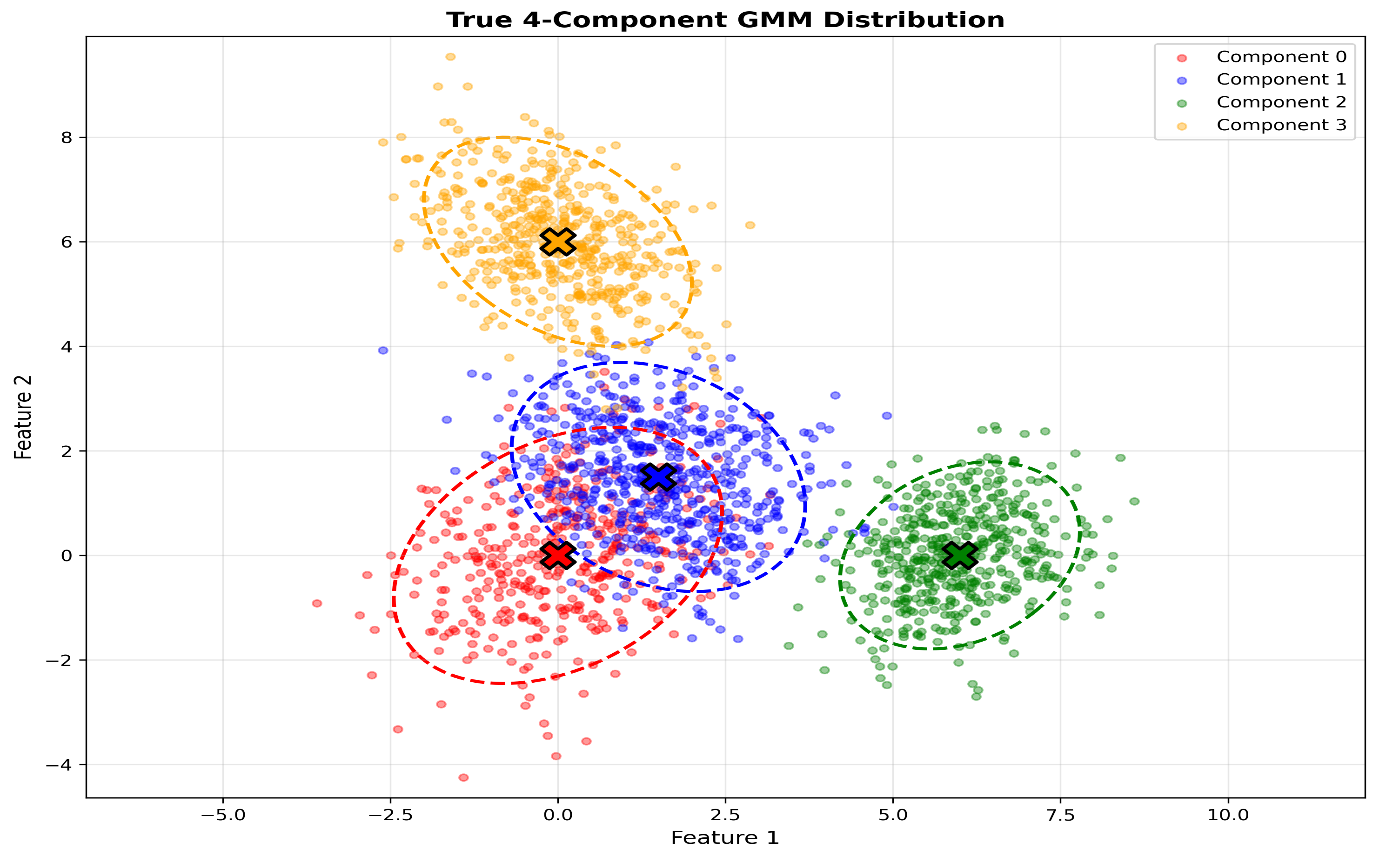 True 4-Component GMM Distribution
Component 0
Component 1
Component 2
Component 3
8
6
4
2
0
−2
−4
Feature 2
−5.0
−2.5
0.0
2.5
5.0
7.5
10.0
Feature 1